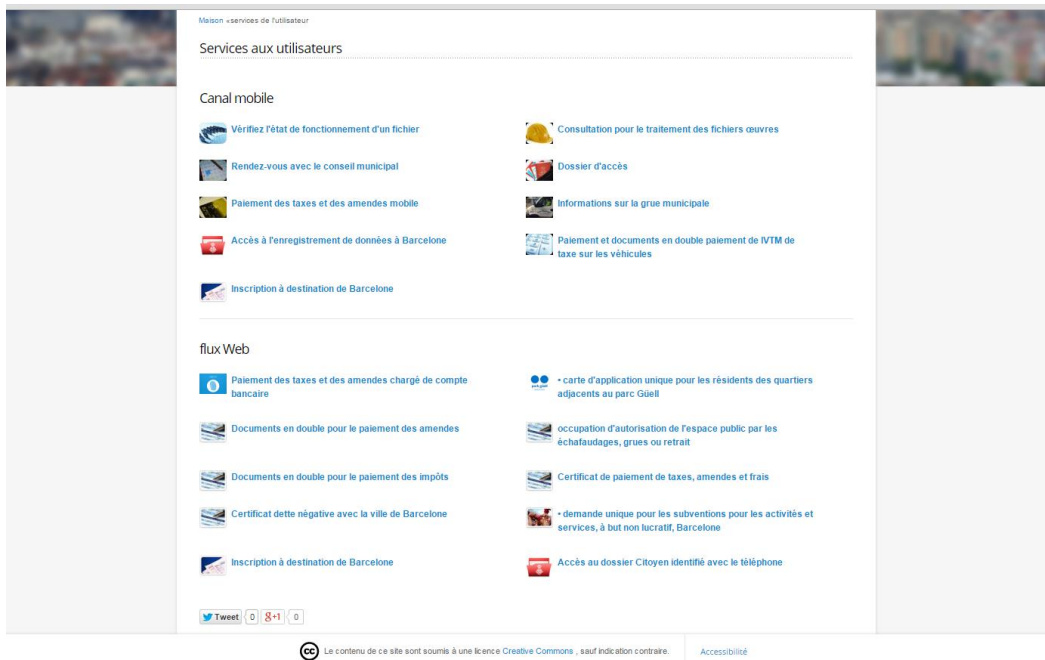 Maison «services de l'utilisateur
Services aux utilisateurs
Canal mobile
Vérifiez l'état de fonctionnement d'un fichier
Consultation pour le traitement des fichiers œuvres
Rendez-vous avec le conseil municipal
Dossier d'accès
Paiement des taxes et des amendes mobile
Informations sur la grue municipale
Accès à l'enregistrement de données à Barcelone
Paiement et documents en double paiement de IVTM de
taxe sur les véhicules
Inscription à destination de Barcelone
flux Web
Paiement des taxes et des amendes chargé de compte
bancaire
• carte d'application unique pour les résidents des quartiers
adjacents au parc Güell
Documents en double pour le paiement des amendes
occupation d'autorisation de l'espace public par les
échafaudages, grues ou retrait
Documents en double pour le paiement des impôts
Certificat de paiement de taxes, amendes et frais
Certificat dette négative avec la ville de Barcelone
• demande unique pour les subventions pour les activités et
services, à but non lucratif, Barcelone
Inscription à destination de Barcelone
Accès au dossier Citoyen identifié avec le téléphone
Tweet 0 g+1 0
cc Le contenu de ce site sont soumis à une licence Creative Commons , sauf indication contraire.
Accessibilité